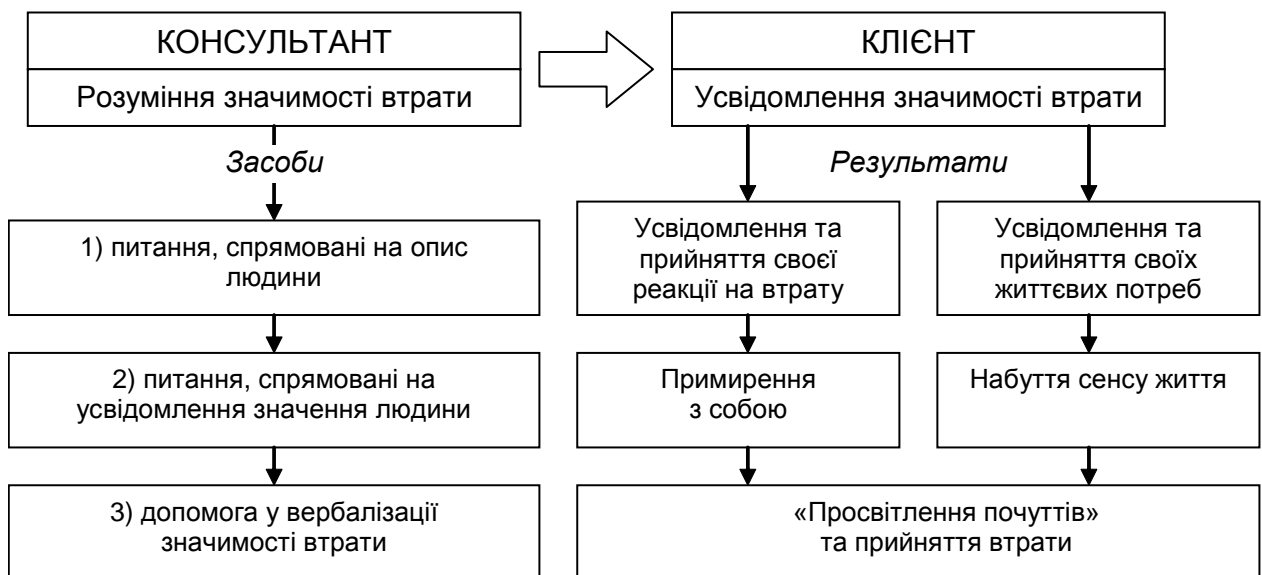 КОНСУЛЬТАНТ
Розуміння значимості втрати
Засоби
1) питання, спрямовані на опис
людини
2) питання, спрямовані на
усвідомлення значення людини
3) допомога у вербалізації
значимості втрати
КЛІЄНТ
Усвідомлення значимості втрати
Результати
Усвідомлення та
прийняття своєї
реакції на втрату
Примирення
з собою
Усвідомлення та
прийняття своїх
життєвих потреб
Набуття сенсу життя
«Просвітлення почуттів»
та прийняття втрати